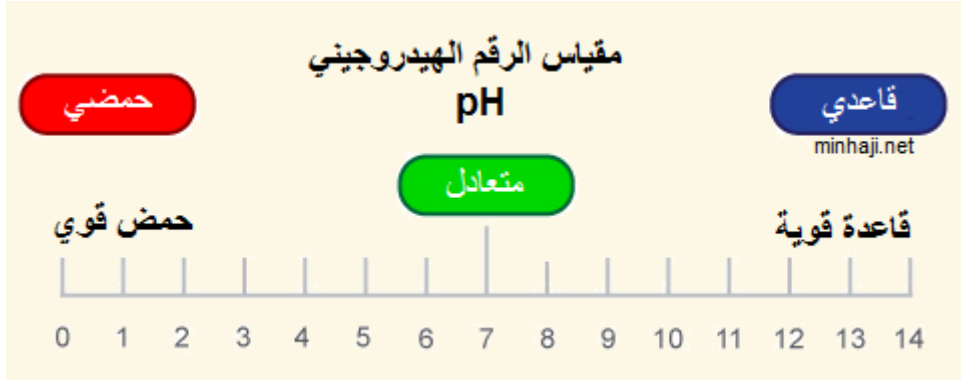 مقياس الرقم الهيدروجيني
pH
حمضي
قاعدي
minhaji.net
متعادل
حمض قوي
قاعدة قوية
0 1 2 3 4 5 6 7 8 9 10 11 12 13 14